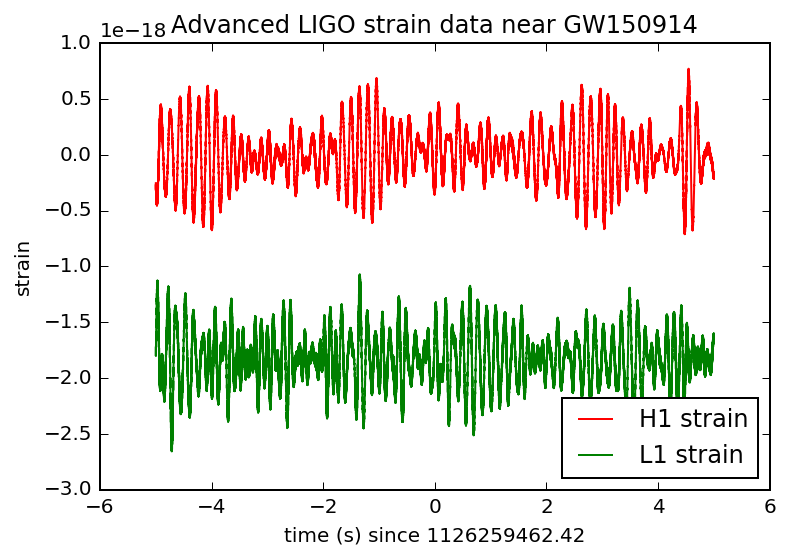 1e−18
Advanced LIGO strain data near GW150914
1.0
0.5
0.0
−0.5
−1.0
−1.5
−2.0
−2.5
−3.0
strain
H1 strain
L1 strain
−6 −4 −2 0 2 4 6
time (s) since 1126259462.42